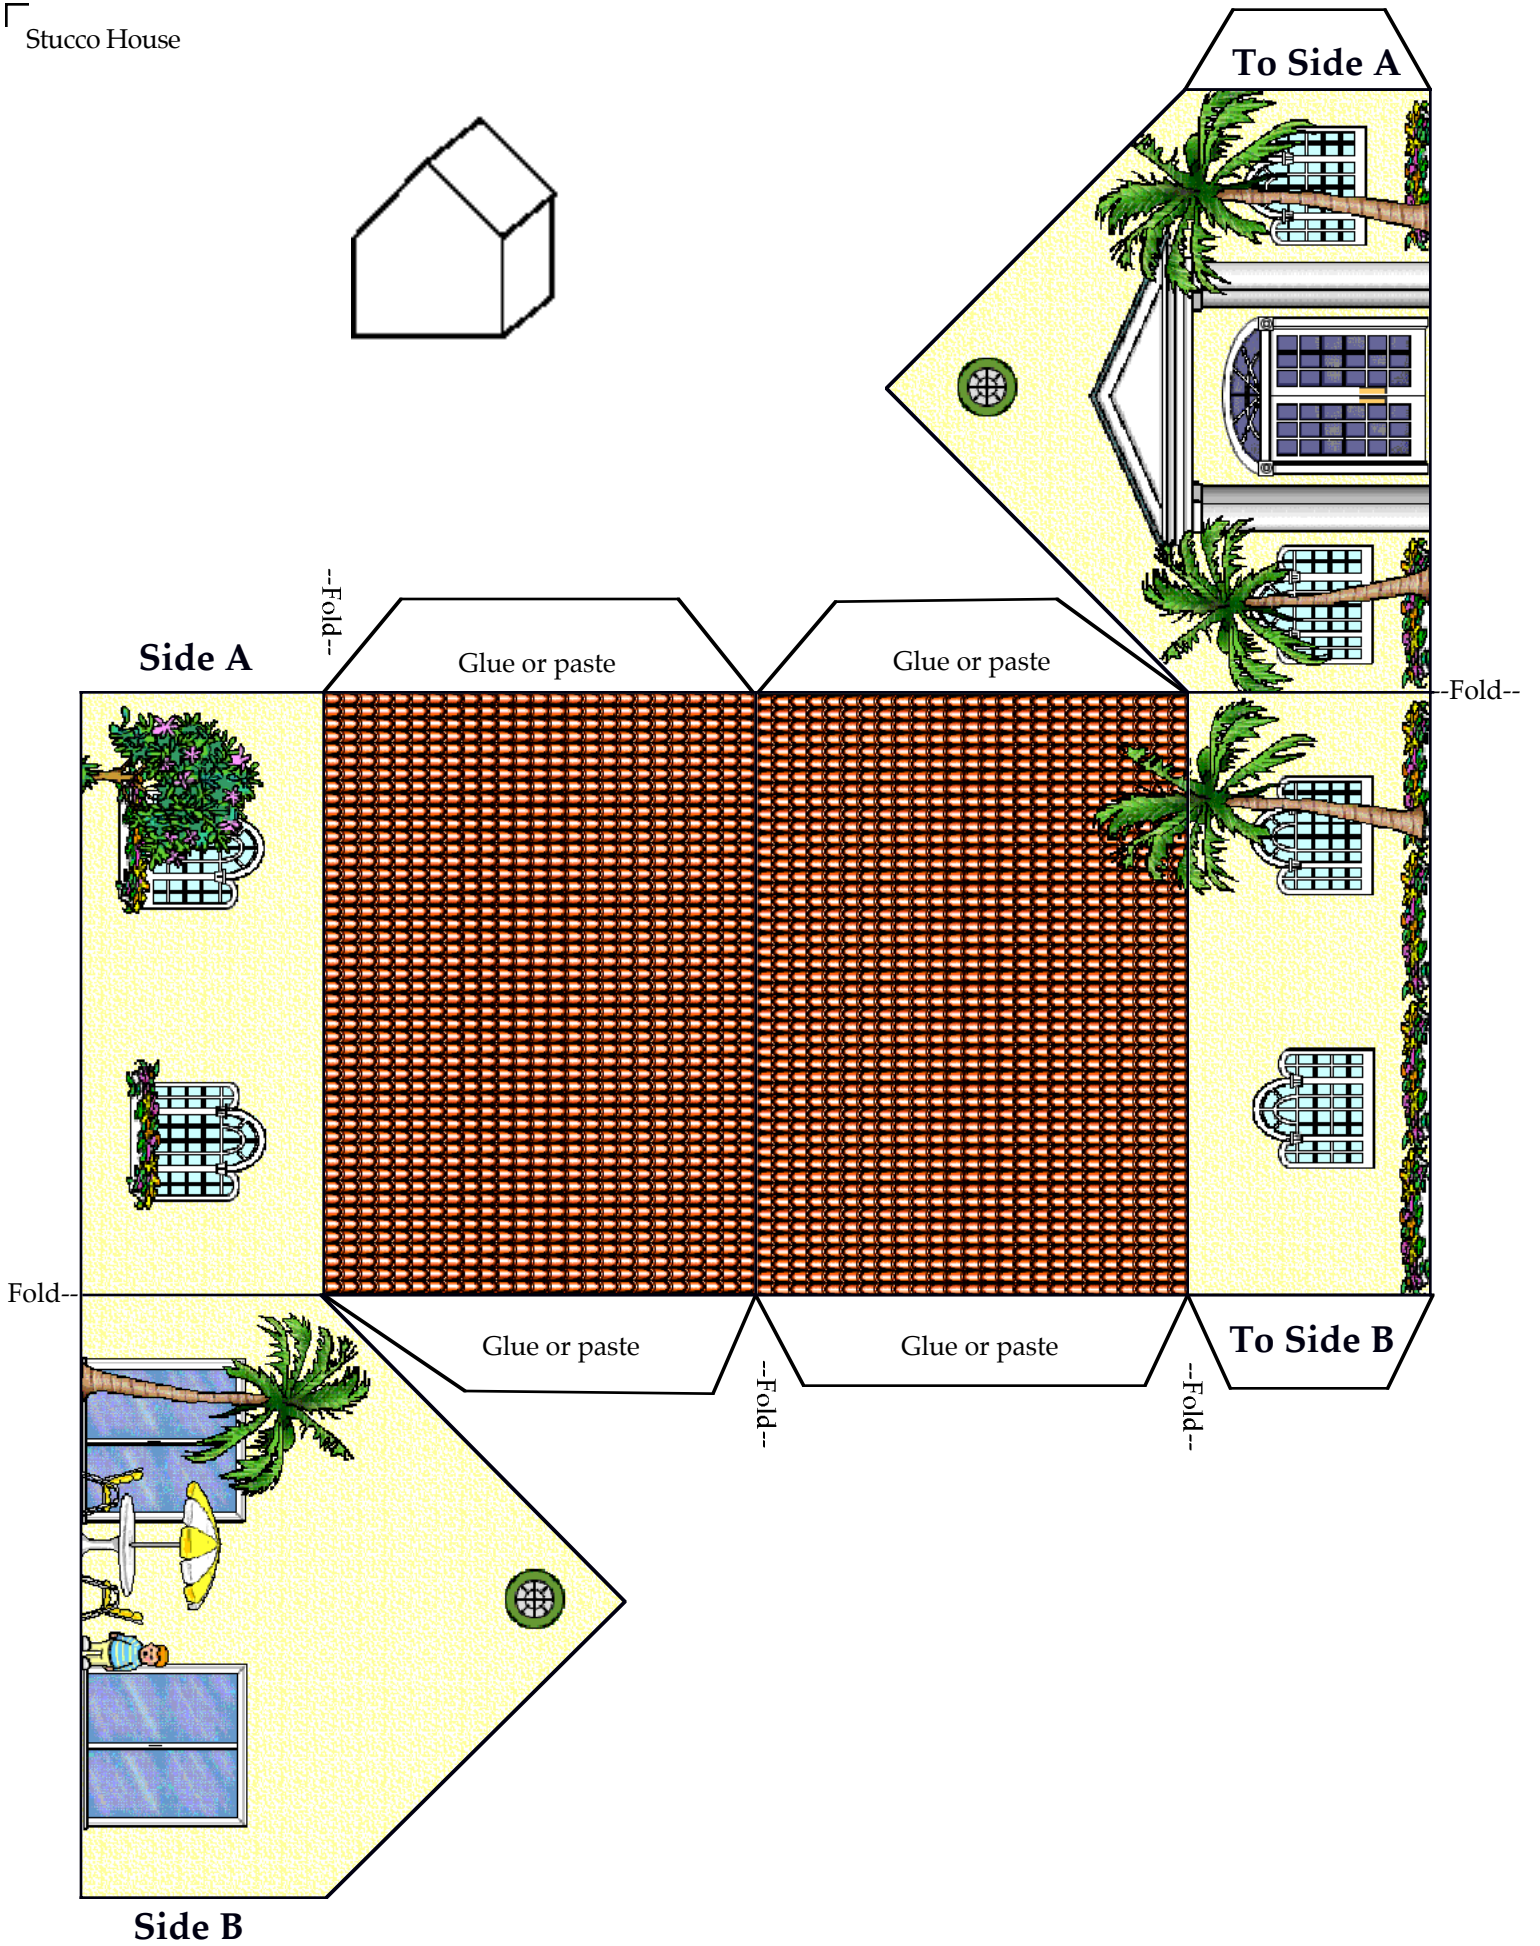 Stucco House
To Side A
--Fold--
Side A
Glue or paste
Glue or paste
--Fold--
Fold--
Glue or paste
Glue or paste
To Side B
--Fold--
--Fold--
Side B